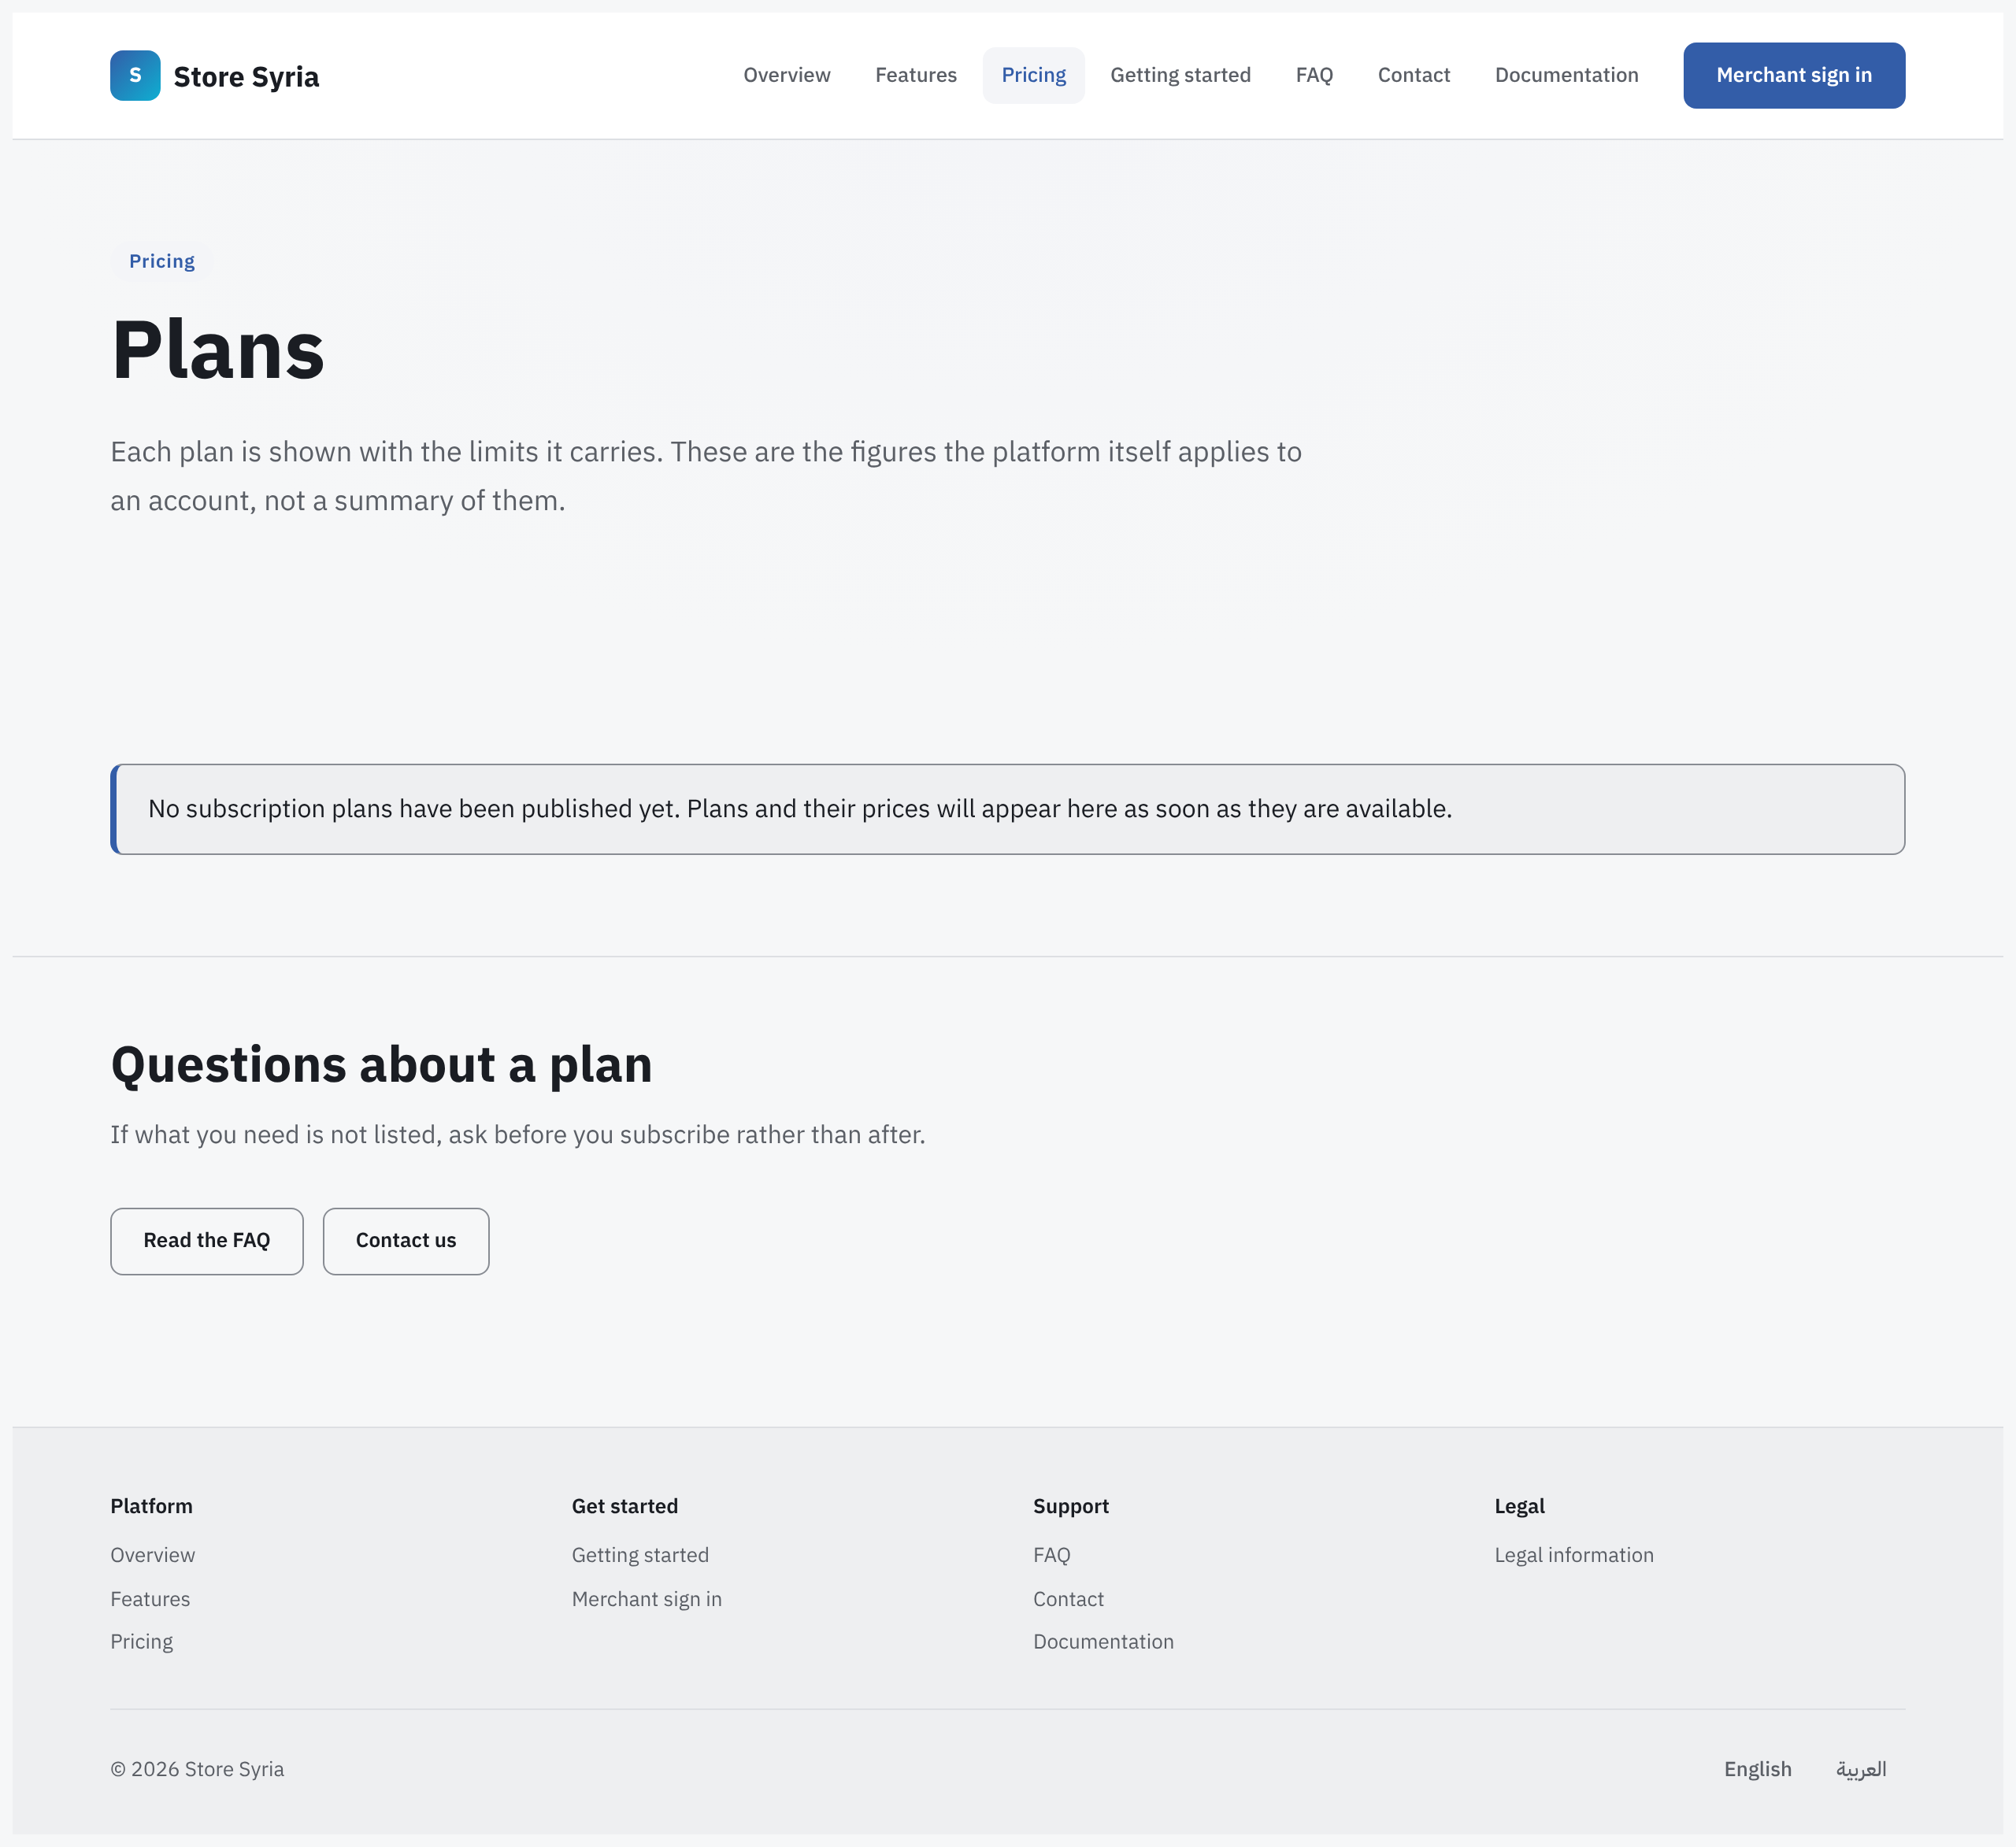 S
Store Syria
Overview
Features
Pricing
Getting started
FAQ
Contact
Documentation
Merchant sign in
Pricing
Plans
Each plan is shown with the limits it carries. These are the figures the platform itself applies to
an account, not a summary of them.
No subscription plans have been published yet. Plans and their prices will appear here as soon as they are available.
Questions about a plan
If what you need is not listed, ask before you subscribe rather than after.
Read the FAQ
Contact us
Platform
Overview
Features
Pricing
Get started
Getting started
Merchant sign in
Support
FAQ
Contact
Documentation
Legal
Legal information
© 2026 Store Syria
English
العربية